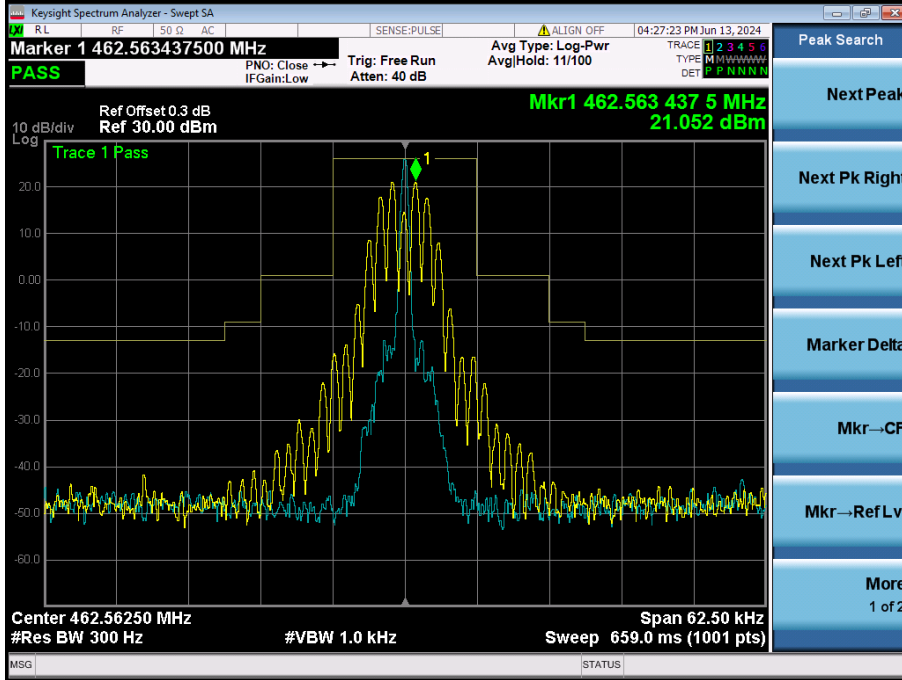 Keysight Spectrum Analyzer - Swept SA
LXI RL RF 50 Ω AC SENSE:PULSE ALIGN OFF 04:27:23 PM Jun 13, 2024
Marker 1 462.563437500 MHz
PASS
PNO: Close
IFGain:Low
Trig: Free Run
Atten: 40 dB
Avg Type: Log-Pwr
Avg|Hold: 11/100
TRACE 1 2 3 4 5 6
TYPE M M W W W W
DET P P N N N N
Peak Search
Mkr1 462.563 437 5 MHz
21.052 dBm
Ref Offset 0.3 dB
10 dB/div Ref 30.00 dBm
Log
Trace 1 Pass
1
20.0
10.0
0.00
-10.0
-20.0
-30.0
-40.0
-50.0
-60.0
Center 462.56250 MHz
Span 62.50 kHz
#Res BW 300 Hz
#VBW 1.0 kHz
Sweep 659.0 ms (1001 pts)
MSG
STATUS
Next Peak
Next Pk Right
Next Pk Left
Marker Delta
Mkr→CF
Mkr→Ref Lv
More
1 of 2